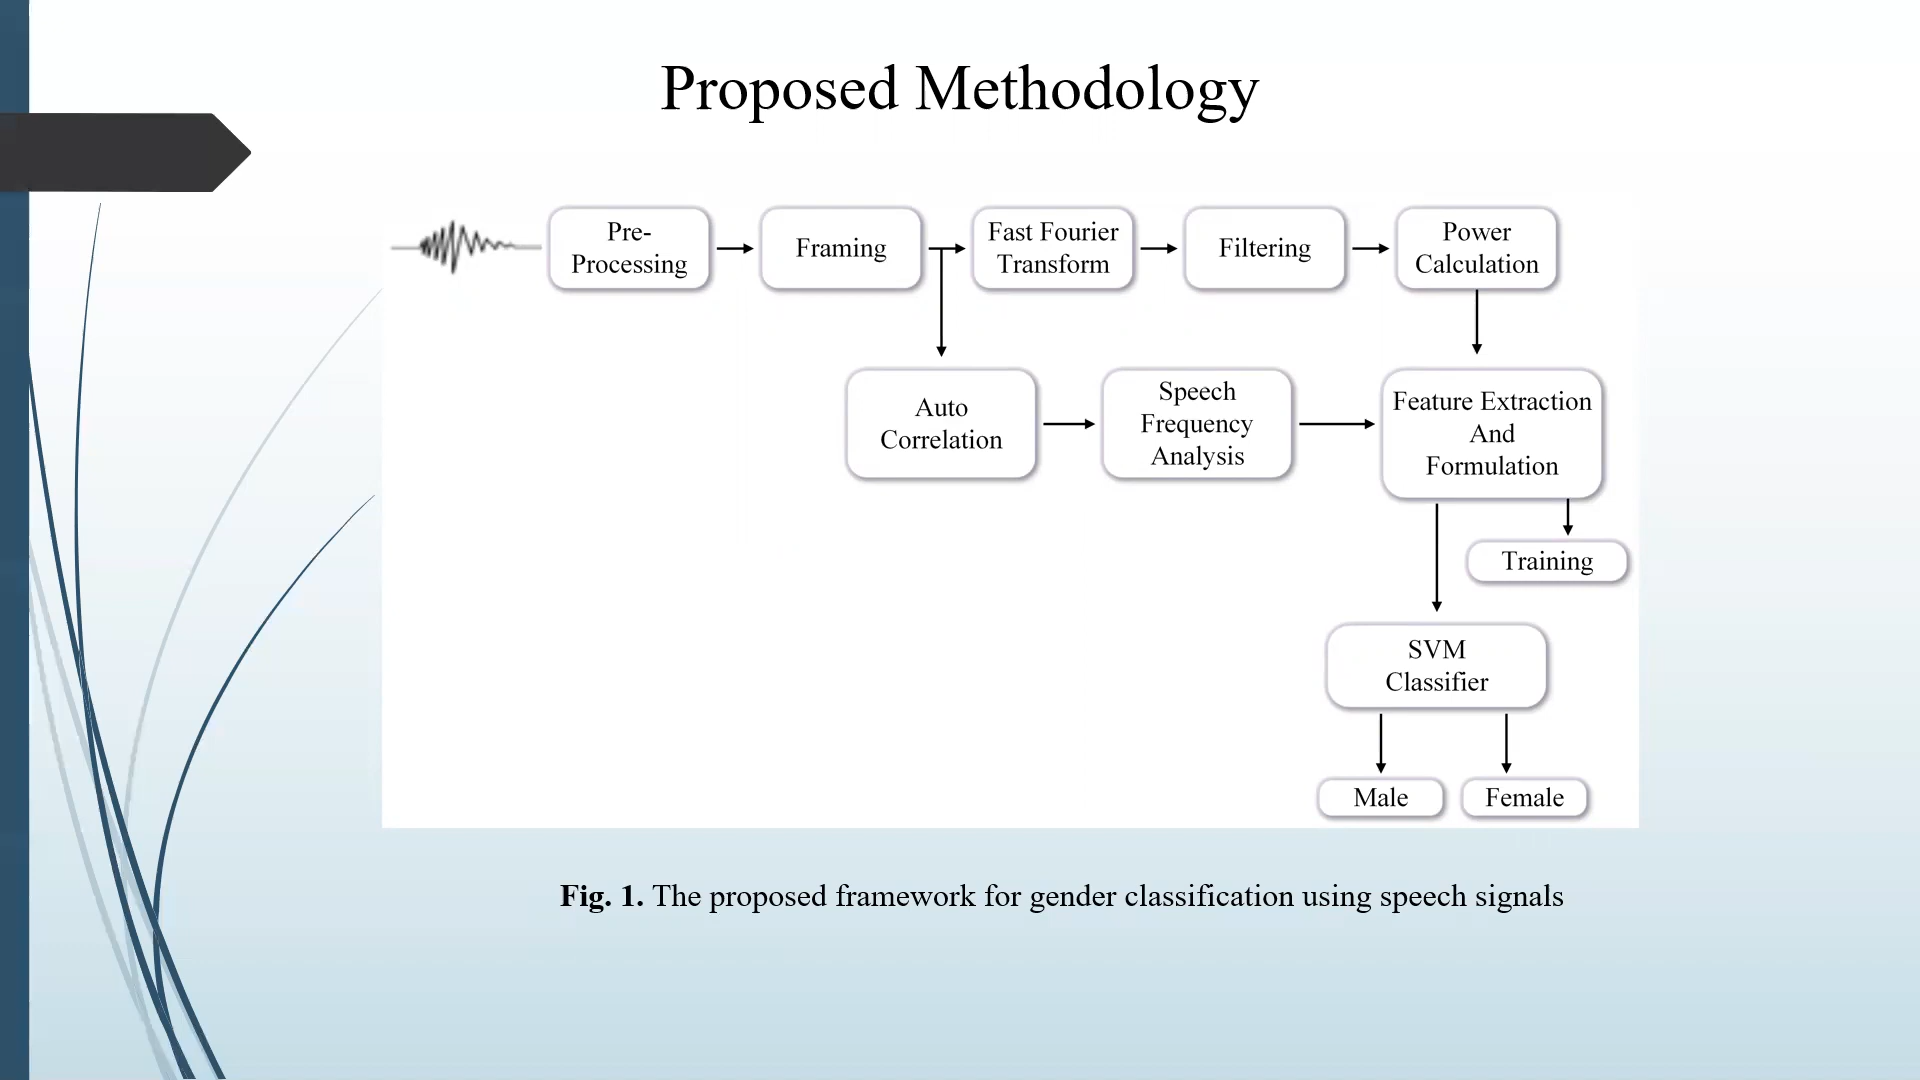 Proposed Methodology
Pre-
Processing
Framing
Fast Fourier
Transform
Filtering
Power
Calculation
Auto
Correlation
Speech
Frequency
Analysis
Feature Extraction
And
Formulation
Training
SVM
Classifier
Male
Female
Fig. 1. The proposed framework for gender classification using speech signals